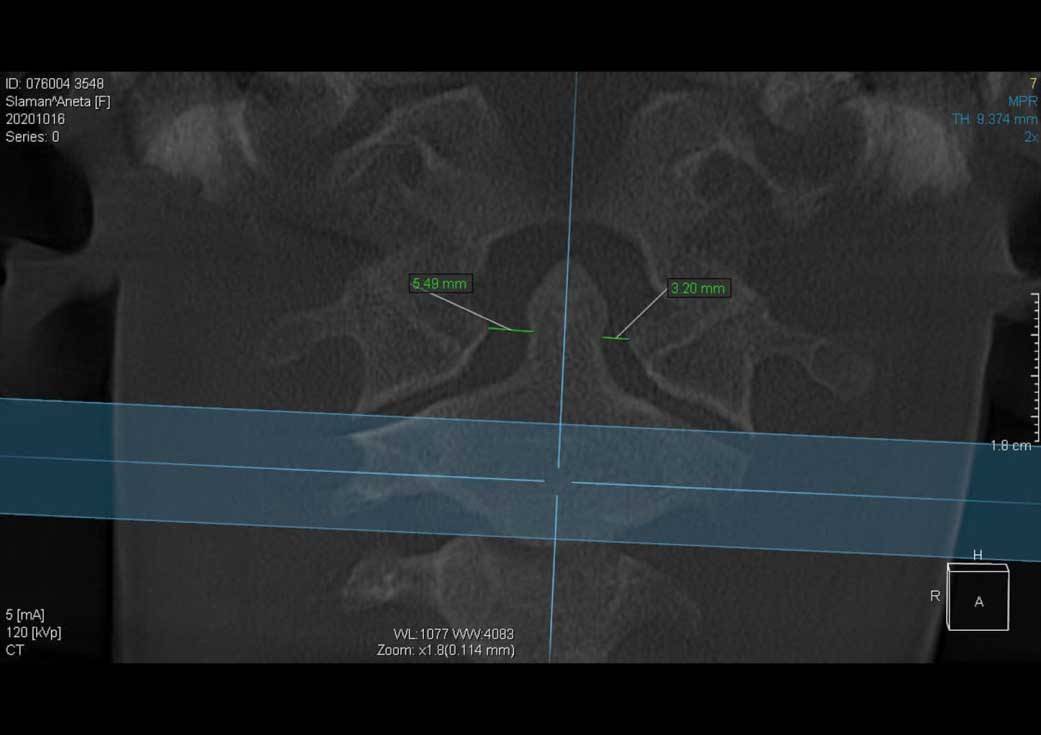 ID: 076004 3548
Slaman^Aneta [F]
20201016
Series: 0
7
MPR
TH: 9.374 mm
2x
5.49 mm
3.20 mm
1.8 cm
H
R
A
5 [mA]
120 [kVp]
CT
WL:1077 WW:4083
Zoom: x1.8(0.114 mm)